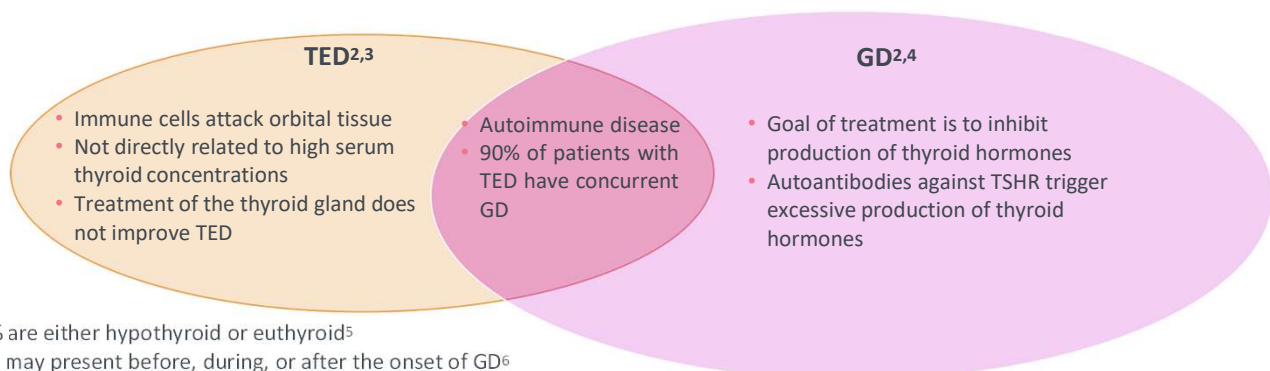 TED2,3
• Immune cells attack orbital tissue
• Not directly related to high serum
thyroid concentrations
• Treatment of the thyroid gland does
not improve TED
• Autoimmune disease
• 90% of patients with
TED have concurrent
GD
GD2,4
• Goal of treatment is to inhibit
production of thyroid hormones
• Autoantibodies against TSHR trigger
excessive production of thyroid
hormones
% are either hypothyroid or euthyroid5
may present before, during, or after the onset of GD6